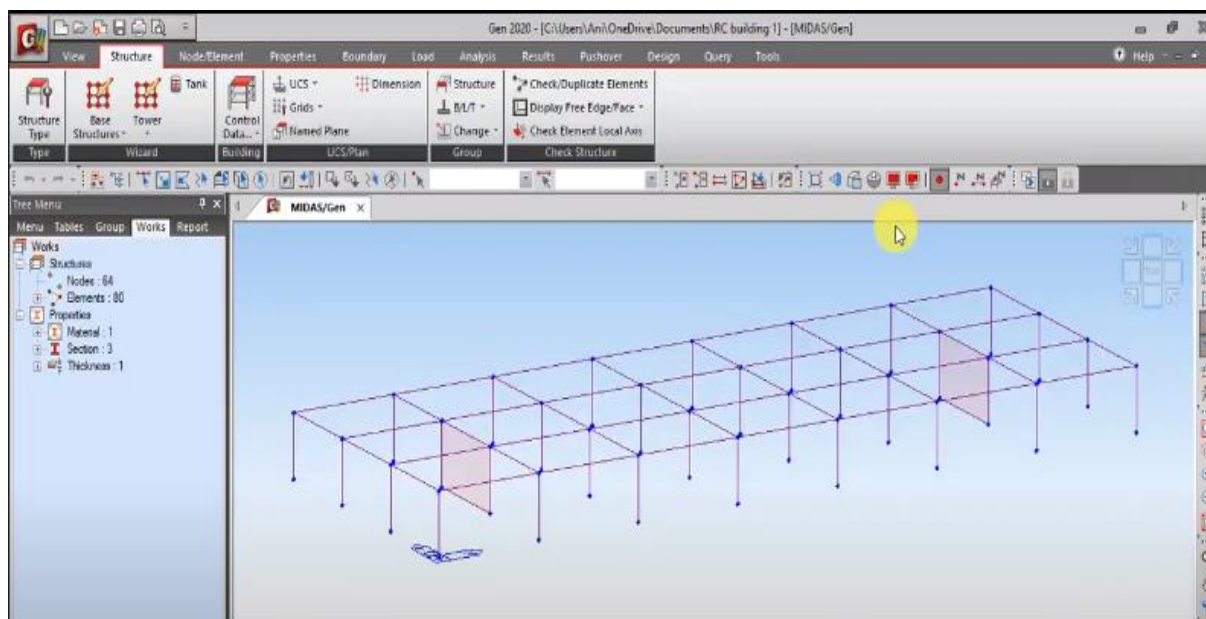 Gen 2020 - [C:\Users\Ani\OneDrive\Documents\RC building 1] - [MIDAS/Gen]
View Structure Node/Element Properties Boundary Load Analysis Results Pushover Design Query Tools Help
Structure Type
Base Structures
Tower
Tank
Control Data...
UCS
Grids
Named Plane
Dimension
Structure
B/L/T
Change
Check/Duplicate Elements
Display Free Edge/Face
Check Element Local Axis
Type Wizard Building UCS/Plan Group Check Structure
Tree Menu
MIDAS/Gen
Menu Tables Group Works Report
Works
Structures
Nodes : 64
Elements : 80
Properties
Material : 1
Section : 3
Thickness : 1